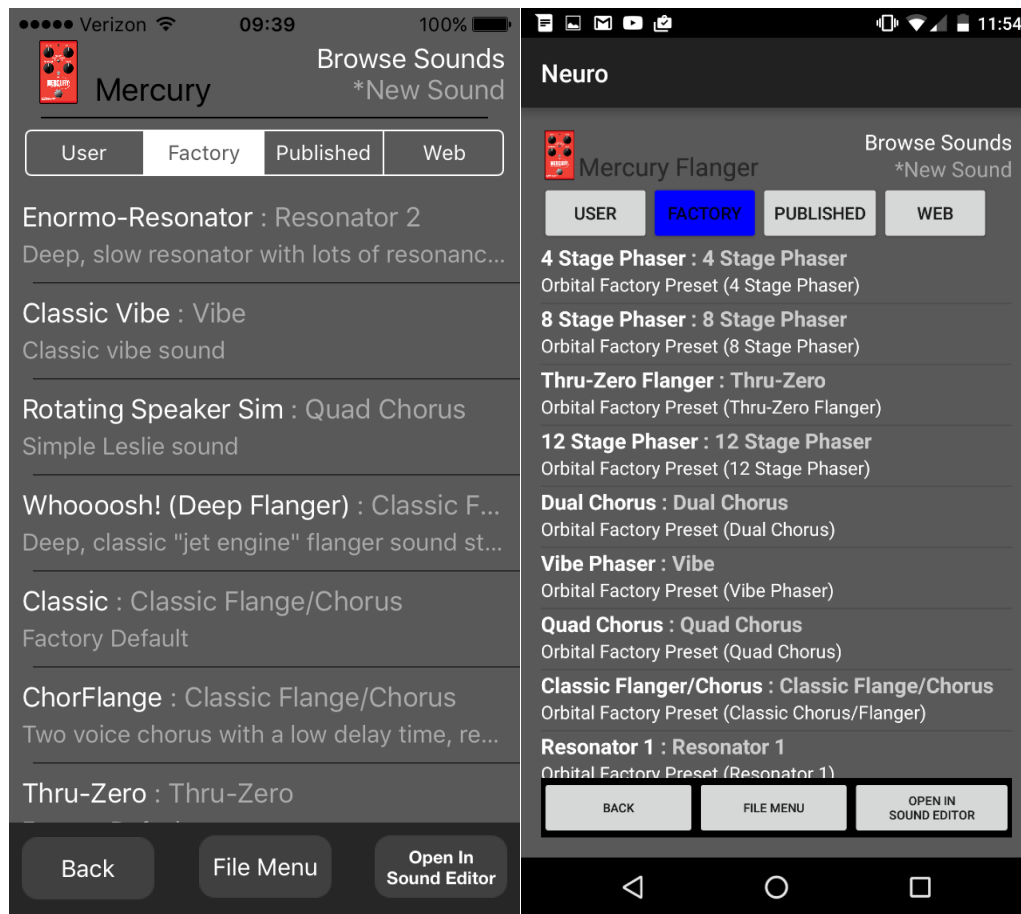 Verizon 09:39 100%
Mercury
Browse Sounds
*New Sound
User Factory Published Web
Enormo-Resonator : Resonator 2
Deep, slow resonator with lots of resonanc...
Classic Vibe : Vibe
Classic vibe sound
Rotating Speaker Sim : Quad Chorus
Simple Leslie sound
Whoooosh! (Deep Flanger) : Classic F...
Deep, classic "jet engine" flanger sound st...
Classic : Classic Flange/Chorus
Factory Default
ChorFlange : Classic Flange/Chorus
Two voice chorus with a low delay time, re...
Thru-Zero : Thru-Zero
Back File Menu Open In
Sound Editor
11:54
Neuro
Mercury Flanger
Browse Sounds
*New Sound
USER FACTORY PUBLISHED WEB
4 Stage Phaser : 4 Stage Phaser
Orbital Factory Preset (4 Stage Phaser)
8 Stage Phaser : 8 Stage Phaser
Orbital Factory Preset (8 Stage Phaser)
Thru-Zero Flanger : Thru-Zero
Orbital Factory Preset (Thru-Zero Flanger)
12 Stage Phaser : 12 Stage Phaser
Orbital Factory Preset (12 Stage Phaser)
Dual Chorus : Dual Chorus
Orbital Factory Preset (Dual Chorus)
Vibe Phaser : Vibe
Orbital Factory Preset (Vibe Phaser)
Quad Chorus : Quad Chorus
Orbital Factory Preset (Quad Chorus)
Classic Flanger/Chorus : Classic Flange/Chorus
Orbital Factory Preset (Classic Chorus/Flanger)
Resonator 1 : Resonator 1
Orbital Factory Preset (Resonator 1)
BACK FILE MENU OPEN IN
SOUND EDITOR